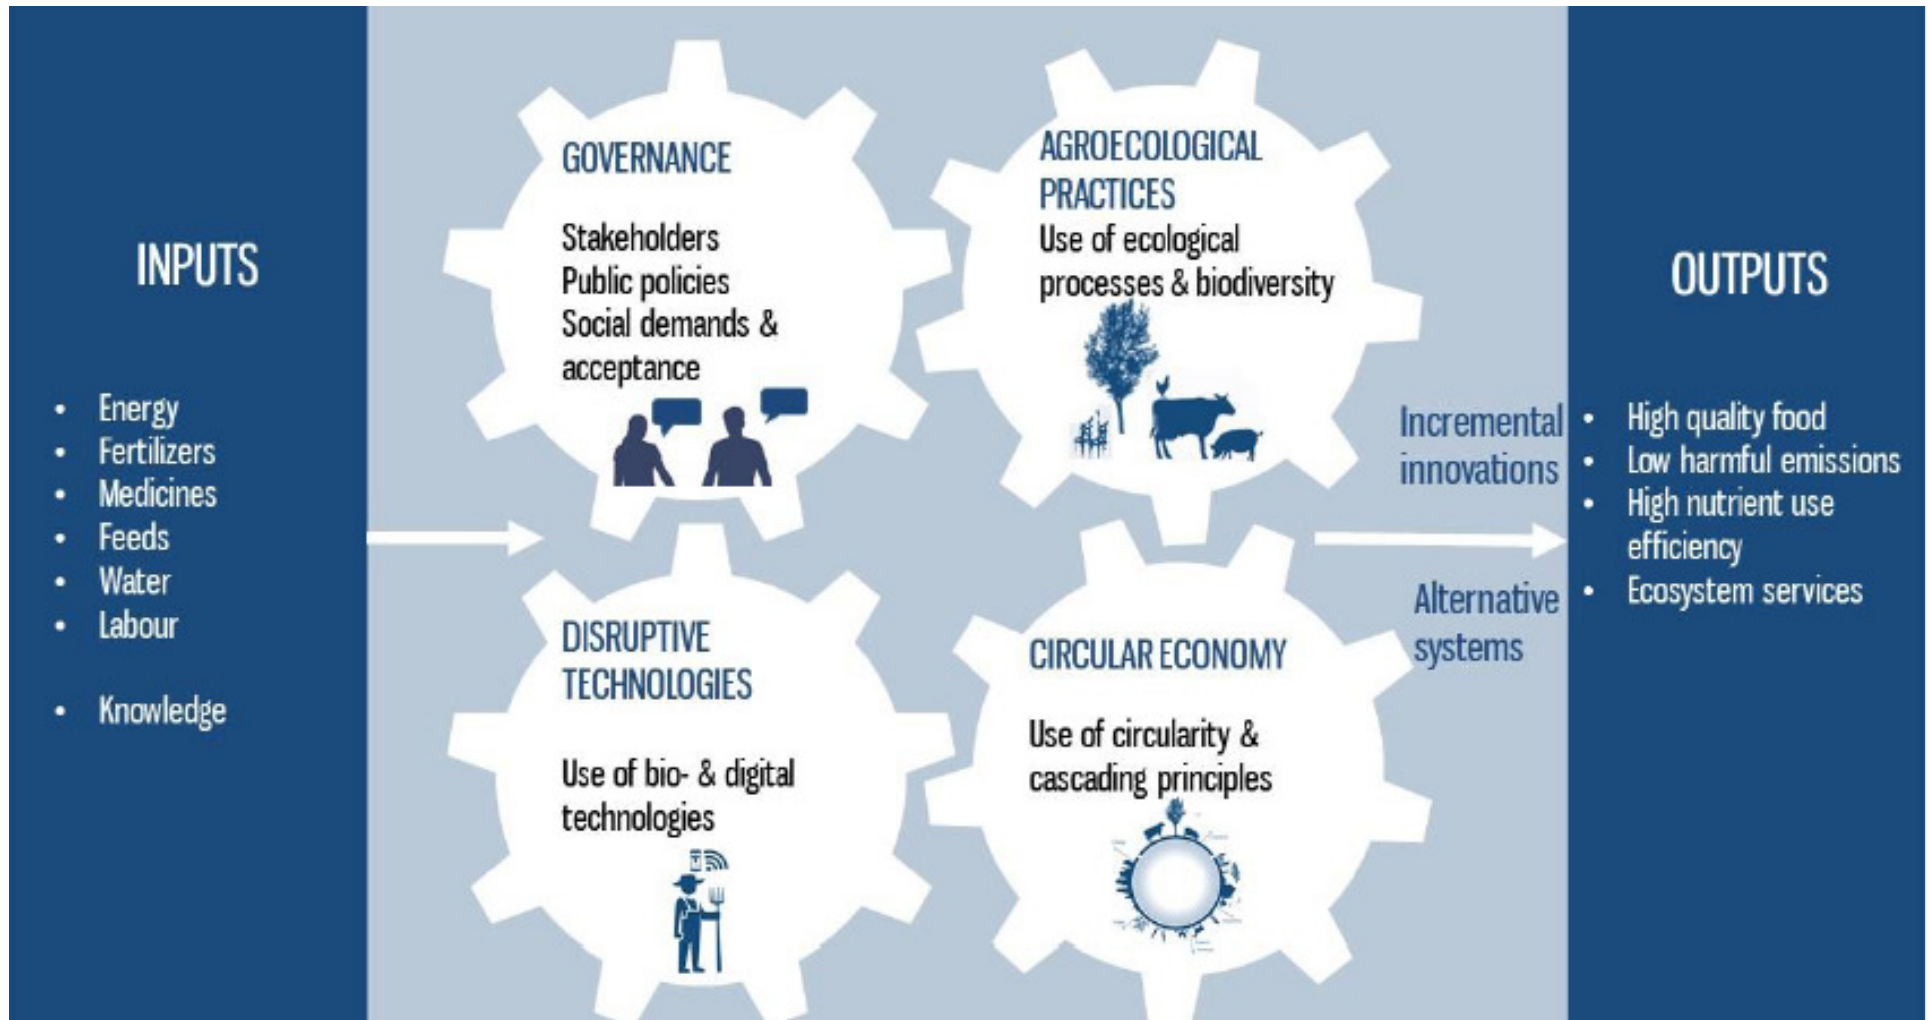 INPUTS
• Energy
• Fertilizers
• Medicines
• Feeds
• Water
• Labour
• Knowledge
GOVERNANCE
Stakeholders
Public policies
Social demands &
acceptance
AGROECOLOGICAL
PRACTICES
Use of ecological
processes & biodiversity
DISRUPTIVE
TECHNOLOGIES
Use of bio- & digital
technologies
CIRCULAR ECONOMY
Use of circularity &
cascading principles
Incremental
innovations
Alternative
systems
OUTPUTS
• High quality food
• Low harmful emissions
• High nutrient use
efficiency
• Ecosystem services